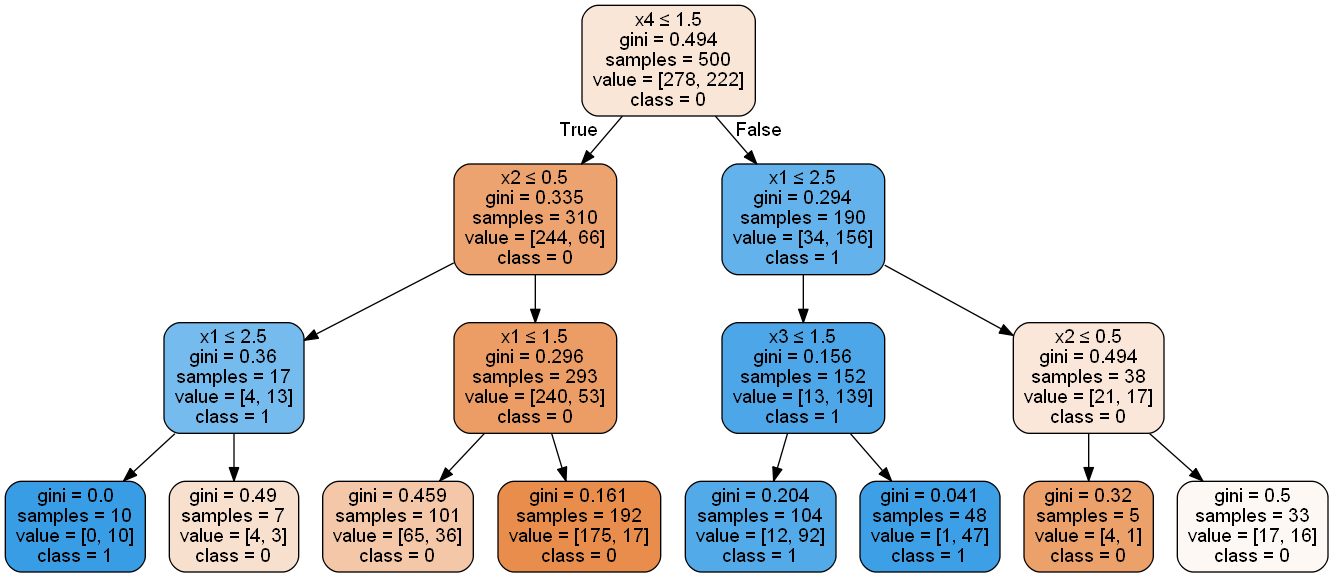 x4 ≤ 1.5
gini = 0.494
samples = 500
value = [278, 222]
class = 0
True
False
x2 ≤ 0.5
gini = 0.335
samples = 310
value = [244, 66]
class = 0
x1 ≤ 2.5
gini = 0.294
samples = 190
value = [34, 156]
class = 1
x1 ≤ 2.5
gini = 0.36
samples = 17
value = [4, 13]
class = 1
x1 ≤ 1.5
gini = 0.296
samples = 293
value = [240, 53]
class = 0
x3 ≤ 1.5
gini = 0.156
samples = 152
value = [13, 139]
class = 1
x2 ≤ 0.5
gini = 0.494
samples = 38
value = [21, 17]
class = 0
gini = 0.0
samples = 10
value = [0, 10]
class = 1
gini = 0.49
samples = 7
value = [4, 3]
class = 0
gini = 0.459
samples = 101
value = [65, 36]
class = 0
gini = 0.161
samples = 192
value = [175, 17]
class = 0
gini = 0.204
samples = 104
value = [12, 92]
class = 1
gini = 0.041
samples = 48
value = [1, 47]
class = 1
gini = 0.32
samples = 5
value = [4, 1]
class = 0
gini = 0.5
samples = 33
value = [17, 16]
class = 0